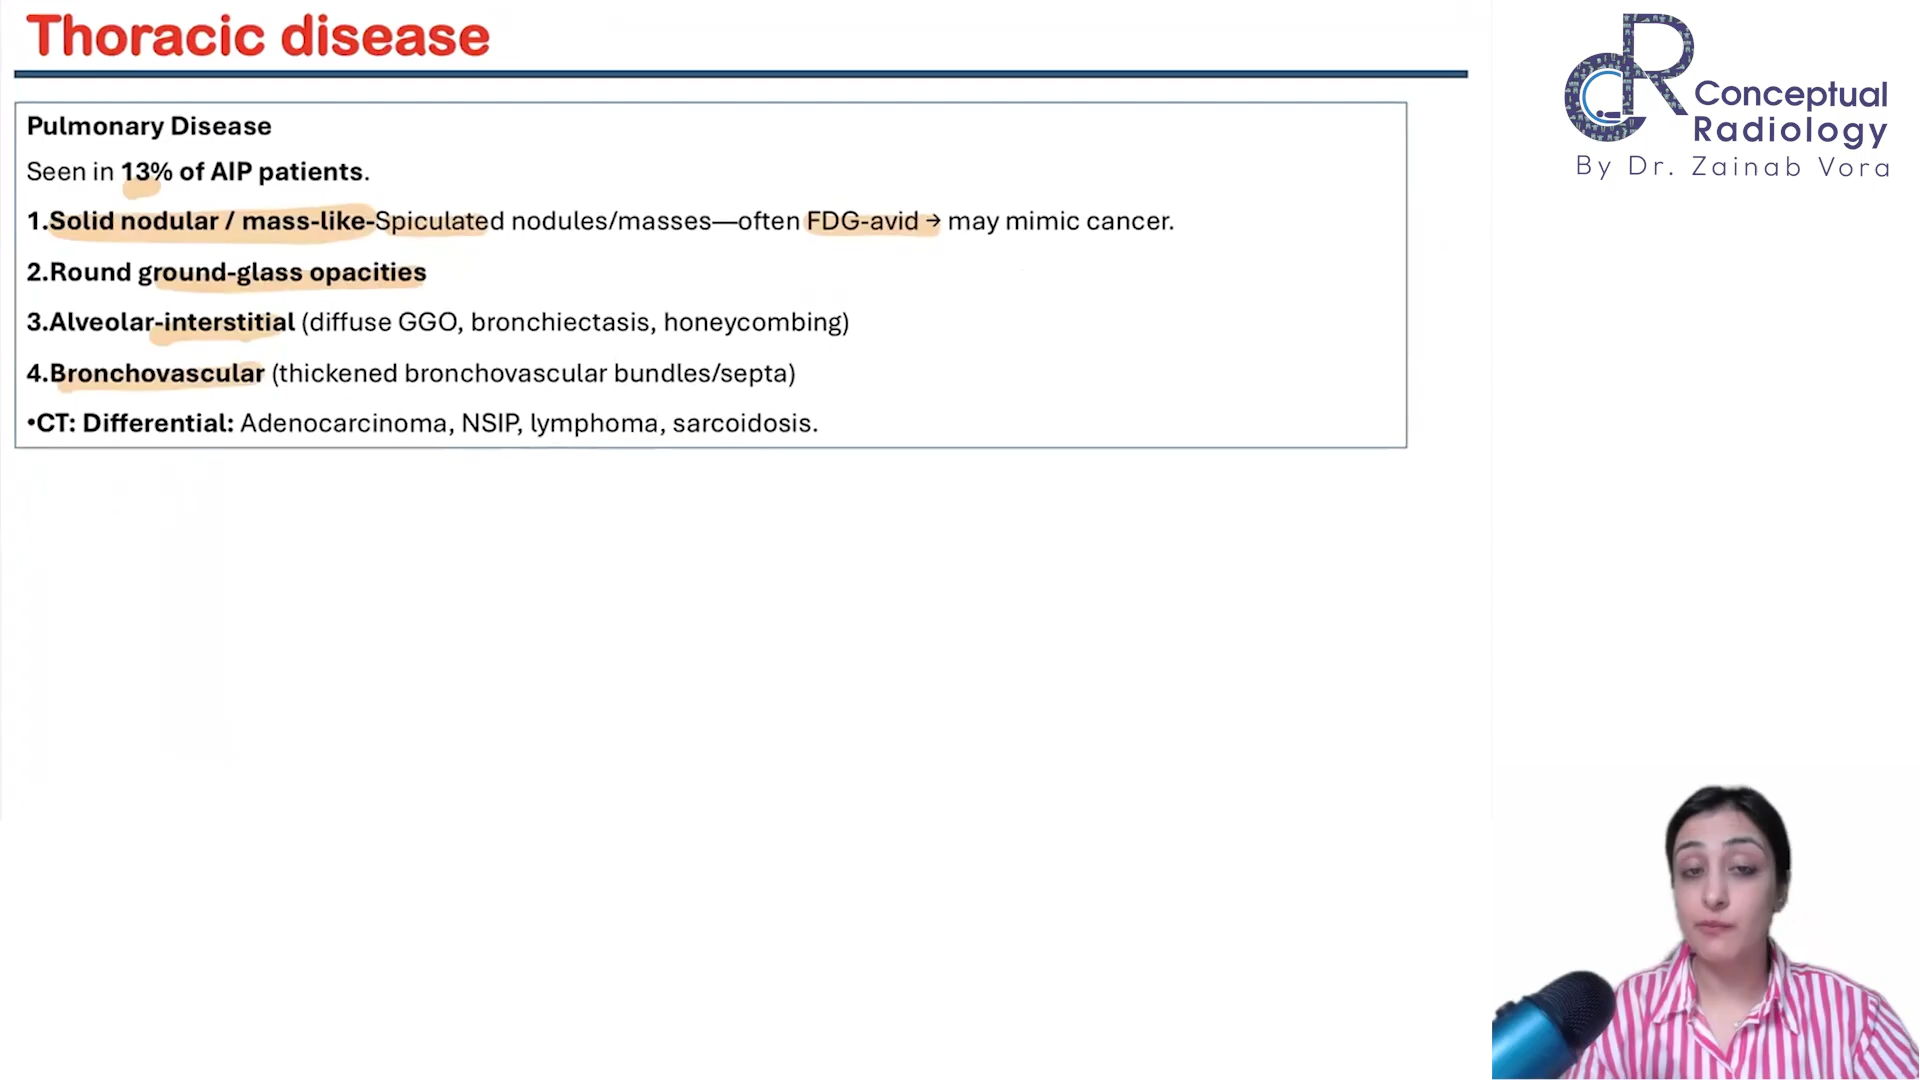 Thoracic disease
Conceptual
Radiology
By Dr. Zainab Vora
Pulmonary Disease
Seen in 13% of AIP patients.
1.Solid nodular / mass-like-Spiculated nodules/masses—often FDG-avid → may mimic cancer.
2.Round ground-glass opacities
3.Alveolar-interstitial (diffuse GGO, bronchiectasis, honeycombing)
4.Bronchovascular (thickened bronchovascular bundles/septa)
•CT: Differential: Adenocarcinoma, NSIP, lymphoma, sarcoidosis.